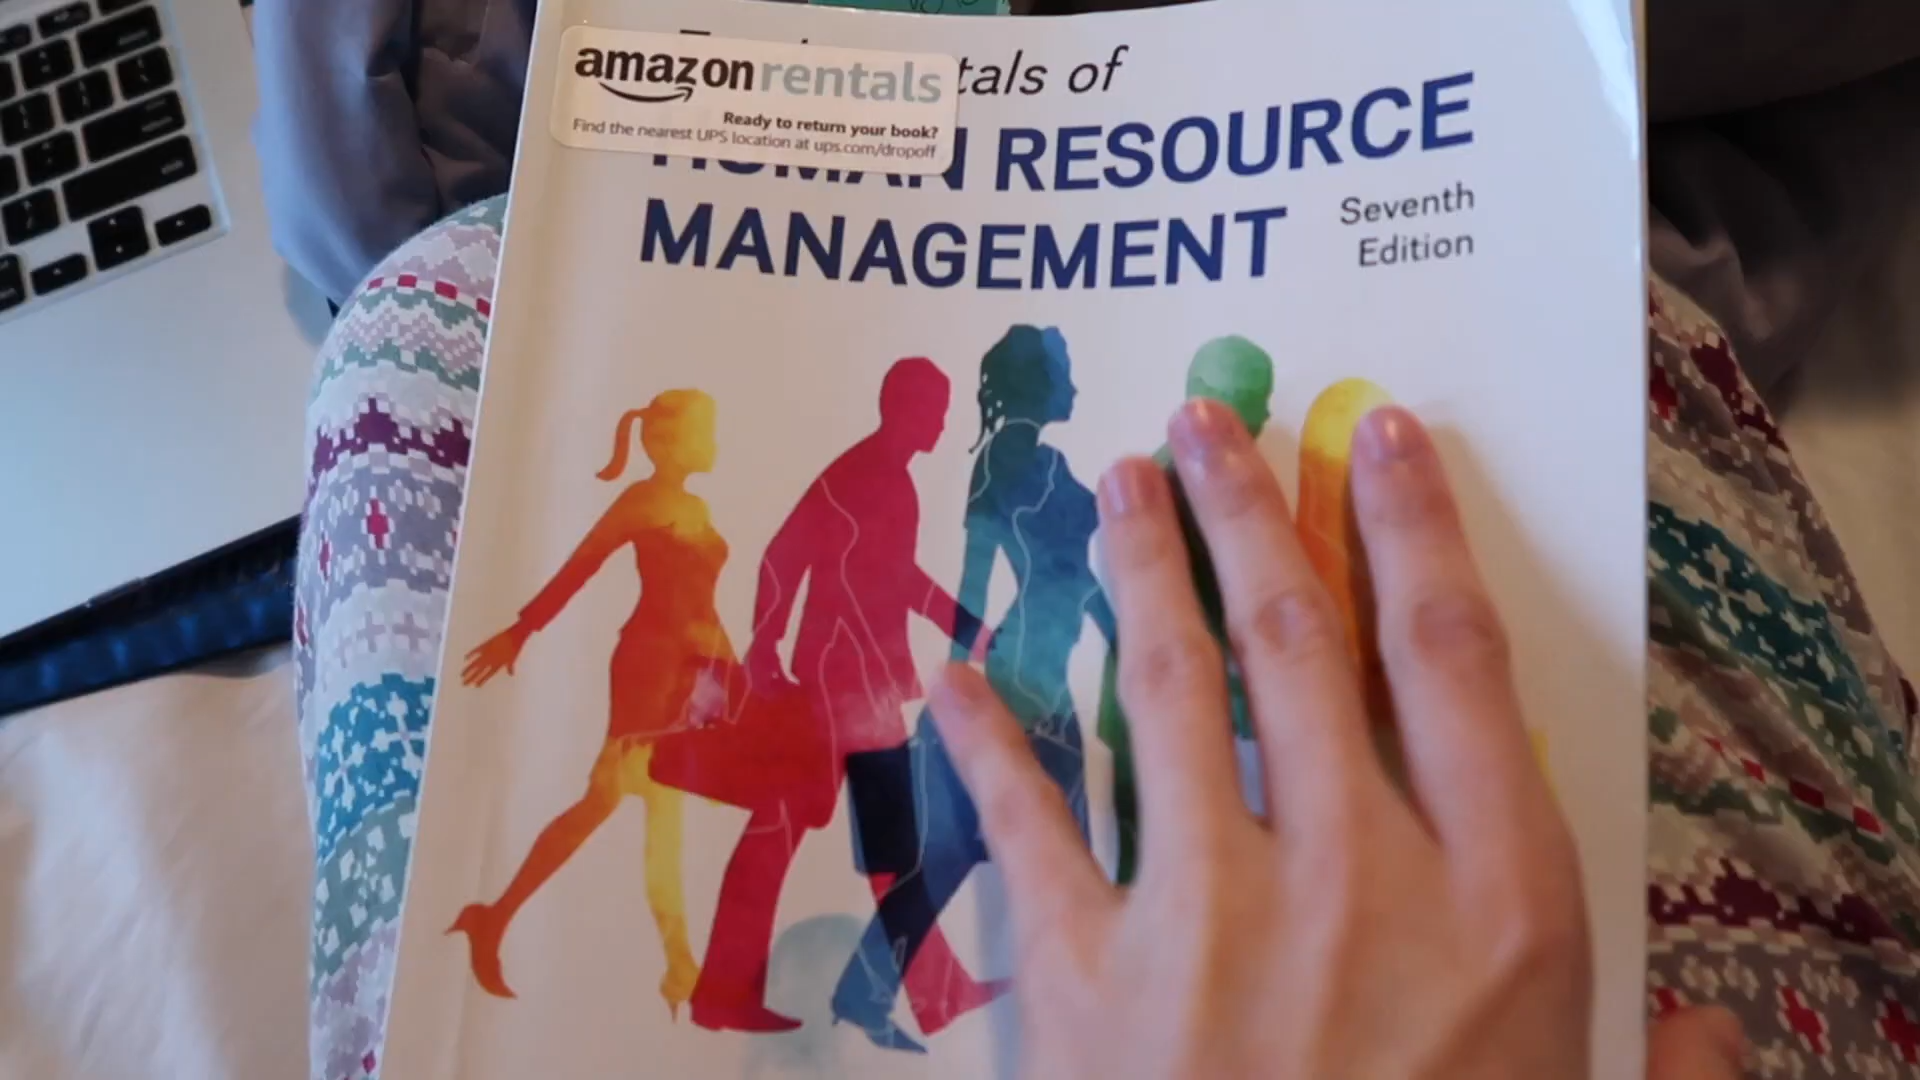 amazonrentals
Ready to return your book?
Find the nearest UPS location at ups.com/dropoff
tals of
HUMAN RESOURCE
MANAGEMENT
Seventh
Edition